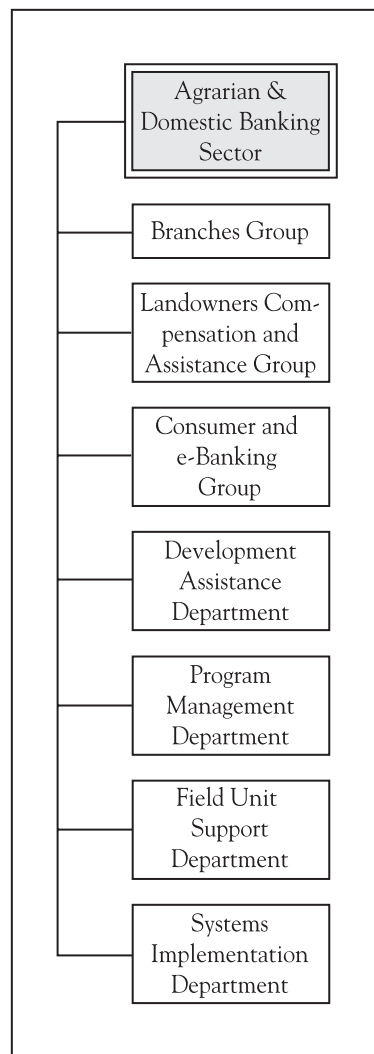 Agrarian &
Domestic Banking
Sector
Branches Group
Landowners Com-
pensation and
Assistance Group
Consumer and
e-Banking
Group
Development
Assistance
Department
Program
Management
Department
Field Unit
Support
Department
Systems
Implementation
Department